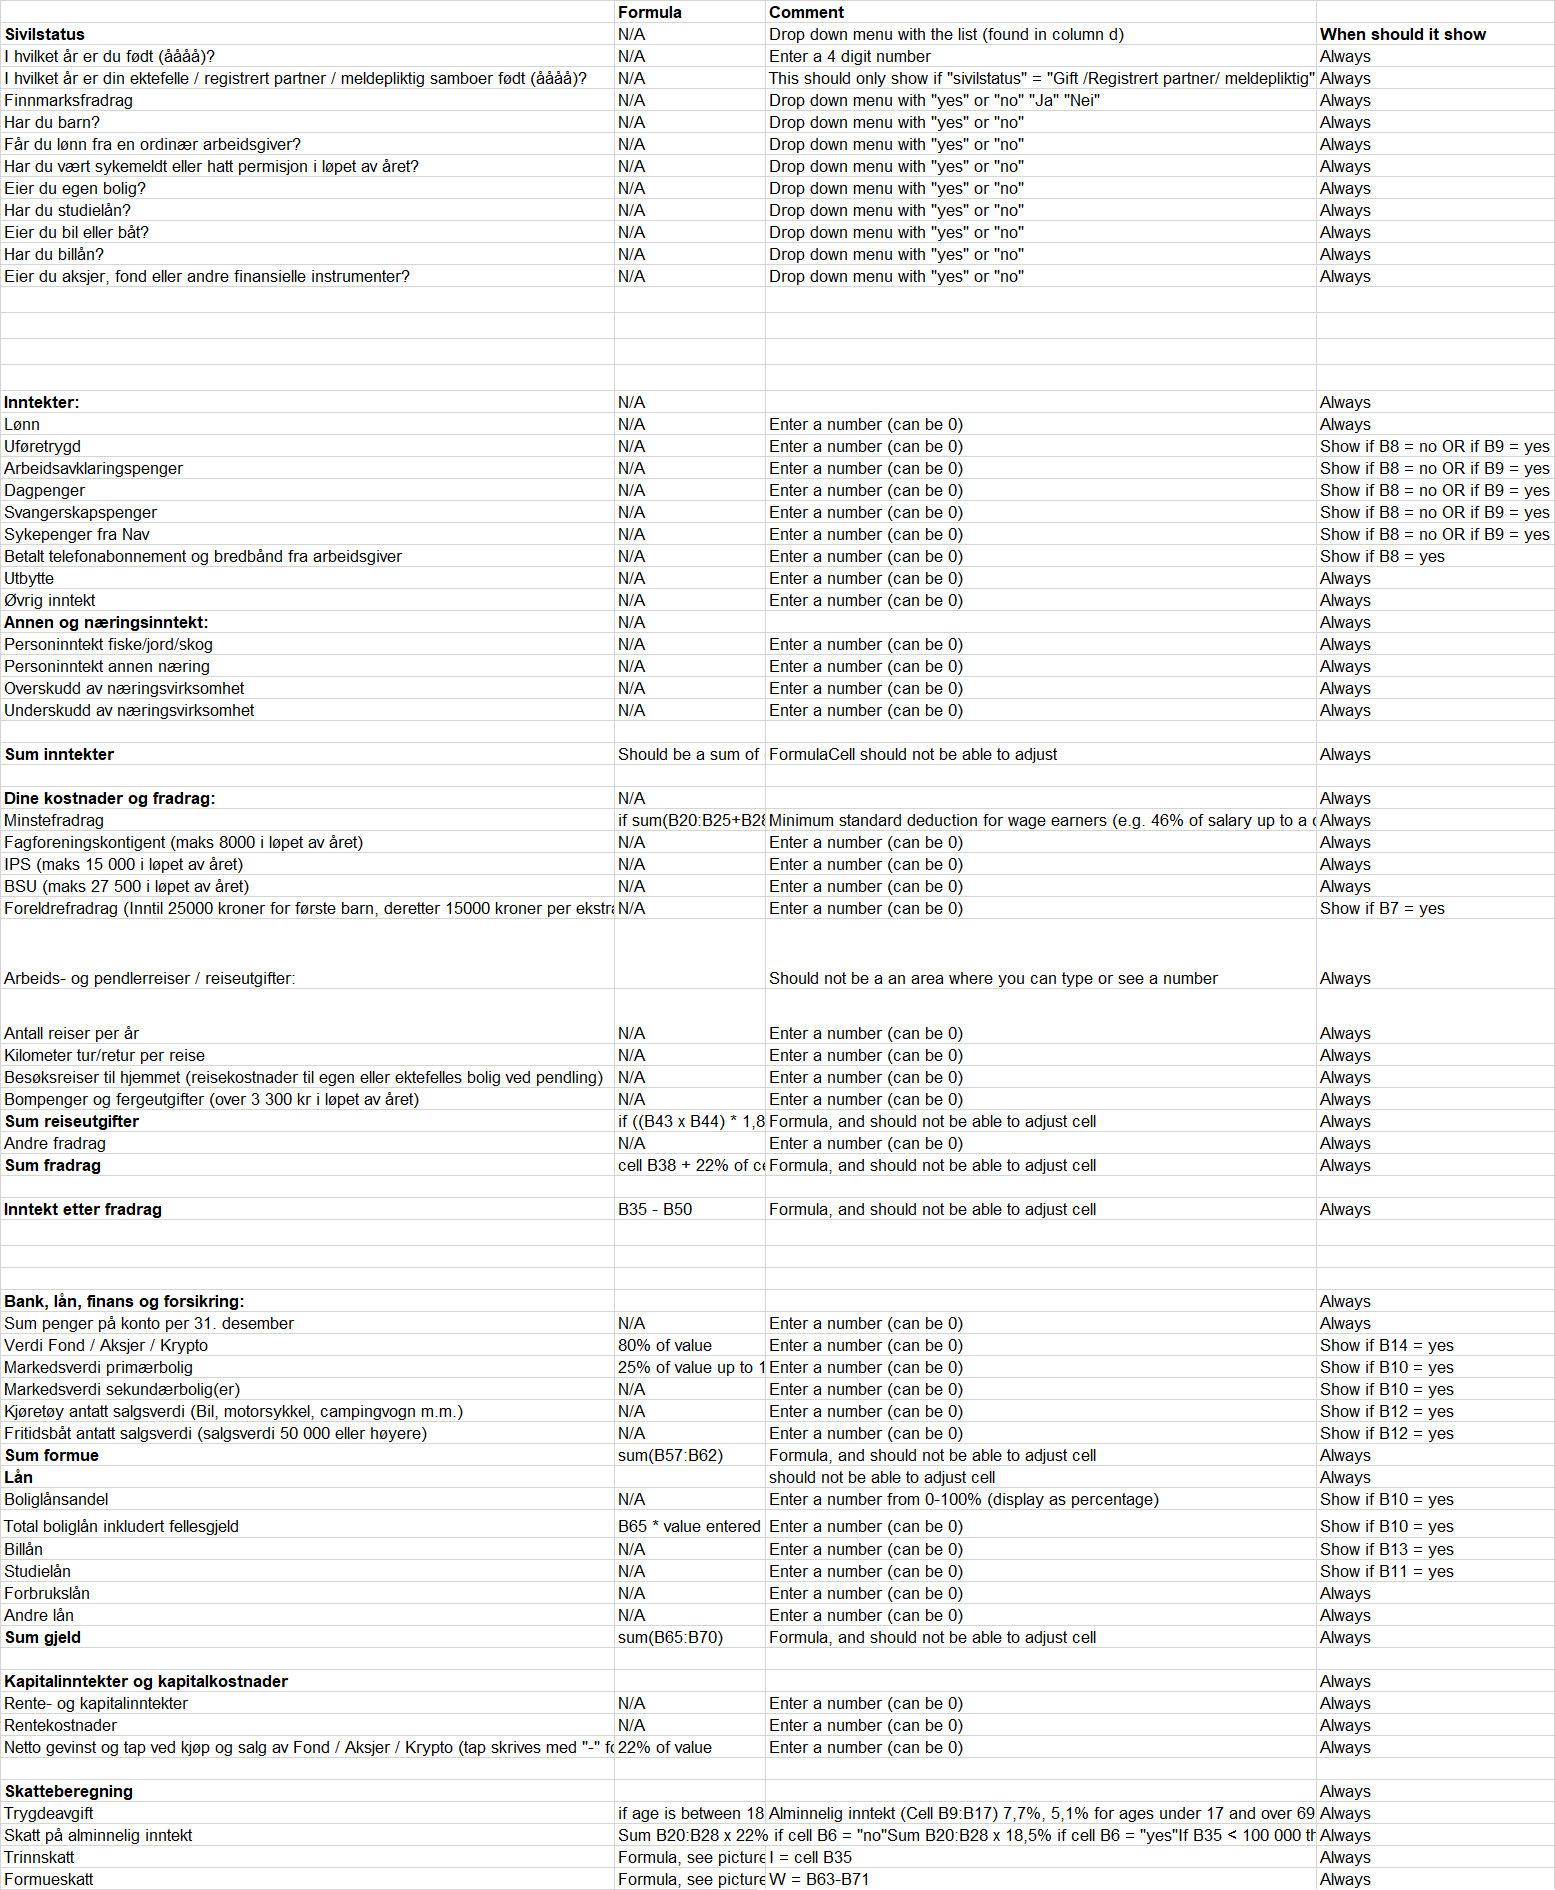 Formula Comment
Sivilstatus N/A Drop down menu with the list (found in column d) When should it show
I hvilket år er du født (åååå)? N/A Enter a 4 digit number Always
I hvilket år er din ektefelle / registrert partner / meldepliktig samboer født (åååå)? N/A This should only show if "sivilstatus" = "Gift /Registrert partner/ meldepliktig" Always
Finnmarksfradrag N/A Drop down menu with "yes" or "no" "Ja" "Nei" Always
Har du barn? N/A Drop down menu with "yes" or "no" Always
Får du lønn fra en ordinær arbeidsgiver? N/A Drop down menu with "yes" or "no" Always
Har du vært sykemeldt eller hatt permisjon i løpet av året? N/A Drop down menu with "yes" or "no" Always
Eier du egen bolig? N/A Drop down menu with "yes" or "no" Always
Har du studielån? N/A Drop down menu with "yes" or "no" Always
Eier du bil eller båt? N/A Drop down menu with "yes" or "no" Always
Har du billån? N/A Drop down menu with "yes" or "no" Always
Eier du aksjer, fond eller andre finansielle instrumenter? N/A Drop down menu with "yes" or "no" Always
Inntekter: N/A Always
Lønn N/A Enter a number (can be 0) Always
Uføretrygd N/A Enter a number (can be 0) Show if B8 = no OR if B9 = yes
Arbeidsavklaringspenger N/A Enter a number (can be 0) Show if B8 = no OR if B9 = yes
Dagpenger N/A Enter a number (can be 0) Show if B8 = no OR if B9 = yes
Svangerskapspenger N/A Enter a number (can be 0) Show if B8 = no OR if B9 = yes
Sykepenger fra Nav N/A Enter a number (can be 0) Show if B8 = no OR if B9 = yes
Betalt telefonabonnement og bredbånd fra arbeidsgiver N/A Enter a number (can be 0) Show if B8 = yes
Utbytte N/A Enter a number (can be 0) Always
Øvrig inntekt N/A Enter a number (can be 0) Always
Annen og næringsinntekt: N/A Always
Personinntekt fiske/jord/skog N/A Enter a number (can be 0) Always
Personinntekt annen næring N/A Enter a number (can be 0) Always
Overskudd av næringsvirksomhet N/A Enter a number (can be 0) Always
Underskudd av næringsvirksomhet N/A Enter a number (can be 0) Always
Sum inntekter Should be a sum of FormulaCell should not be able to adjust Always
Dine kostnader og fradrag: N/A Always
Minstefradrag if sum(B20:B25+B28 Minimum standard deduction for wage earners (e.g. 46% of salary up to a Always
Fagforeningskontigent (maks 8000 i løpet av året) N/A Enter a number (can be 0) Always
IPS (maks 15 000 i løpet av året) N/A Enter a number (can be 0) Always
BSU (maks 27 500 i løpet av året) N/A Enter a number (can be 0) Always
Foreldrefradrag (Inntil 25000 kroner for første barn, deretter 15000 kroner per ekstra N/A Enter a number (can be 0) Show if B7 = yes
Arbeids- og pendlerreiser / reiseutgifter: Should not be a an area where you can type or see a number Always
Antall reiser per år N/A Enter a number (can be 0) Always
Kilometer tur/retur per reise N/A Enter a number (can be 0) Always
Besøksreiser til hjemmet (reisekostnader til egen eller ektefelles bolig ved pendling) N/A Enter a number (can be 0) Always
Bompenger og fergeutgifter (over 3 300 kr i løpet av året) N/A Enter a number (can be 0) Always
Sum reiseutgifter if ((B43 x B44) * 1,8 Formula, and should not be able to adjust cell Always
Andre fradrag N/A Enter a number (can be 0) Always
Sum fradrag cell B38 + 22% of ce Formula, and should not be able to adjust cell Always
Inntekt etter fradrag B35 - B50 Formula, and should not be able to adjust cell Always
Bank, lån, finans og forsikring: Always
Sum penger på konto per 31. desember N/A Enter a number (can be 0) Always
Verdi Fond / Aksjer / Krypto 80% of value Enter a number (can be 0) Show if B14 = yes
Markedsverdi primærbolig 25% of value up to 1 Enter a number (can be 0) Show if B10 = yes
Markedsverdi sekundærbolig(er) N/A Enter a number (can be 0) Show if B10 = yes
Kjøretøy antatt salgsverdi (Bil, motorsykkel, campingvogn m.m.) N/A Enter a number (can be 0) Show if B12 = yes
Fritidsbåt antatt salgsverdi (salgsverdi 50 000 eller høyere) N/A Enter a number (can be 0) Show if B12 = yes
Sum formue sum(B57:B62) Formula, and should not be able to adjust cell Always
Lån should not be able to adjust cell Always
Boliglånsandel N/A Enter a number from 0-100% (display as percentage) Show if B10 = yes
Total boliglån inkludert fellesgjeld B65 * value entered Enter a number (can be 0) Show if B10 = yes
Billån N/A Enter a number (can be 0) Show if B13 = yes
Studielån N/A Enter a number (can be 0) Show if B11 = yes
Forbrukslån N/A Enter a number (can be 0) Always
Andre lån N/A Enter a number (can be 0) Always
Sum gjeld sum(B65:B70) Formula, and should not be able to adjust cell Always
Kapitalinntekter og kapitalkostnader Always
Rente- og kapitalinntekter N/A Enter a number (can be 0) Always
Rentekostnader N/A Enter a number (can be 0) Always
Netto gevinst og tap ved kjøp og salg av Fond / Aksjer / Krypto (tap skrives med "-" fo 22% of value Enter a number (can be 0) Always
Skatteberegning Always
Trygdeavgift if age is between 18 Alminnelig inntekt (Cell B9:B17) 7,7%, 5,1% for ages under 17 and over 69 Always
Skatt på alminnelig inntekt Sum B20:B28 x 22% if cell B6 = "no"Sum B20:B28 x 18,5% if cell B6 = "yes"If B35 < 100 000 th Always
Trinnskatt Formula, see picture I = cell B35 Always
Formueskatt Formula, see picture W = B63-B71 Always